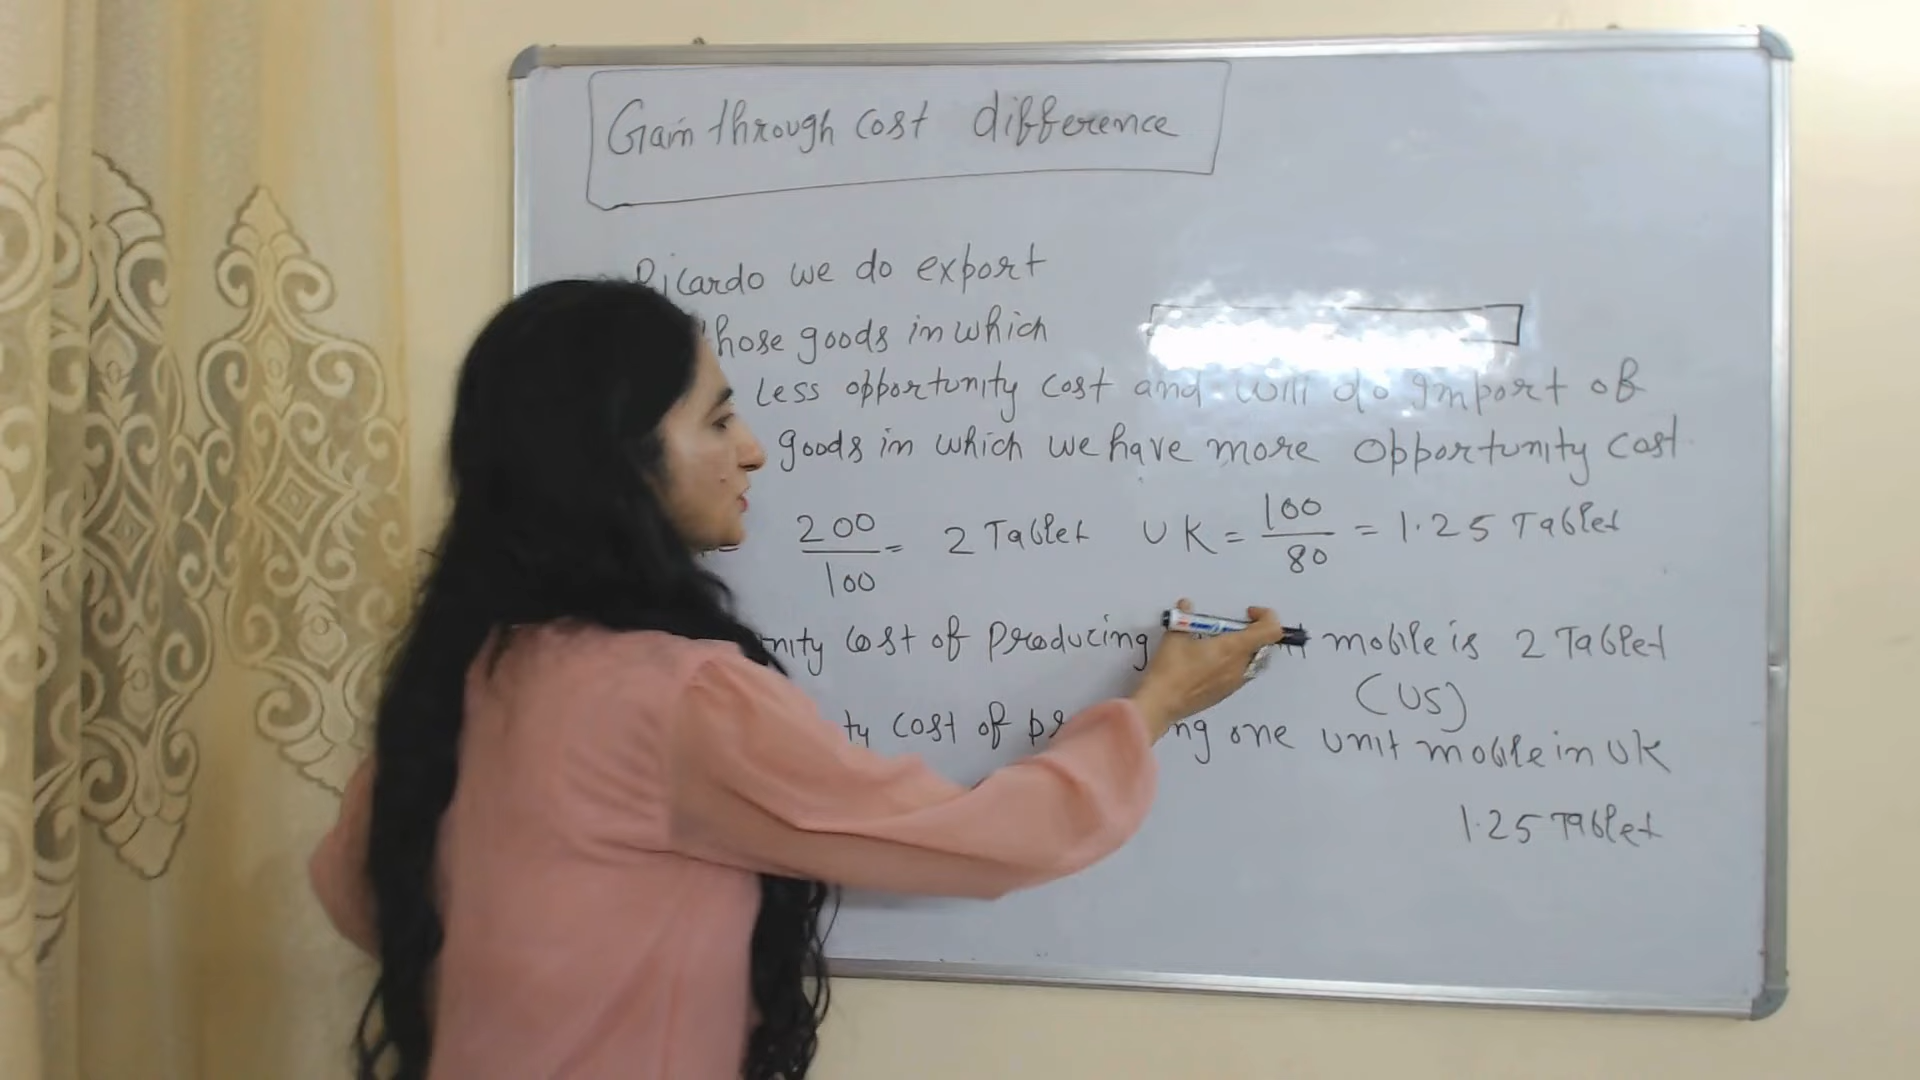 Gain through cost difference
Ricardo we do export
those goods in which
Less opportunity cost and will do import of
goods in which we have more opportunity cost
200/100 = 2 Tablet UK = 100/80 = 1.25 Tablet
cost of producing mobile is 2 Tablet
(US)
cost of one unit mobile in UK
1.25 Tablet